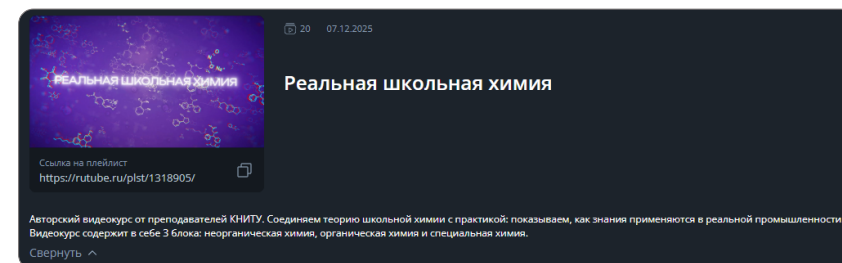 20 07.12.2025
РЕАЛЬНАЯ ШКОЛЬНАЯ ХИМИЯ
Реальная школьная химия
Ссылка на плейлист
https://rutube.ru/plst/1318905/
Авторский видеокурс от преподавателей КНИТУ. Соединяем теорию школьной химии с практикой: показываем, как знания применяются в реальной промышленности
Видеокурс содержит в себе 3 блока: неорганическая химия, органическая химия и специальная химия.
Свернуть